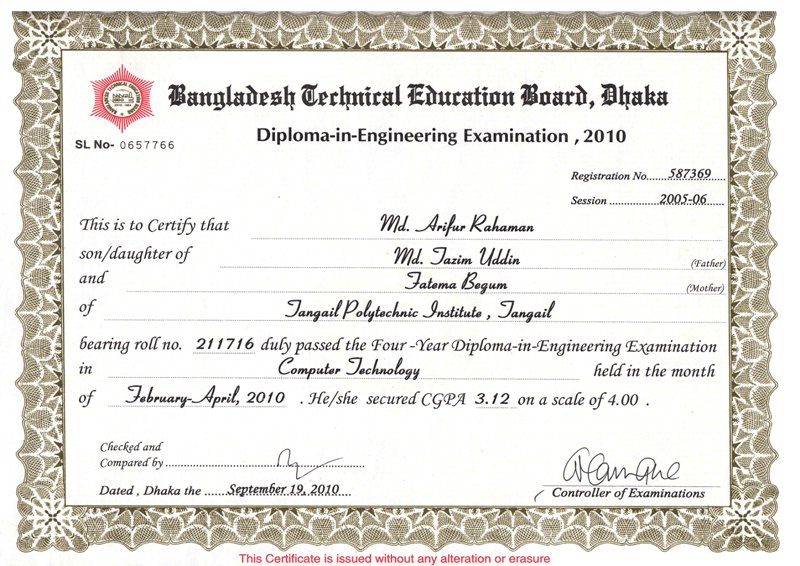 Bangladesh Technical Education Board, Dhaka
Diploma-in-Engineering Examination , 2010
SL No- 0657766
Registration No......587369....
Session ..............2005-06.....
This is to Certify that Md. Arifur Rahaman
son/daughter of Md. Tazim Uddin (Father)
and Fatema Begum (Mother)
of Tangail Polytechnic Institute , Tangail
bearing roll no. 211716 duly passed the Four -Year Diploma-in-Engineering Examination
in Computer Technology held in the month
of February-April, 2010 . He/she secured CGPA 3.12 on a scale of 4.00 .
Checked and
Compared by
Dated , Dhaka the ......September 19, 2010....
Controller of Examinations
This Certificate is issued without any alteration or erasure